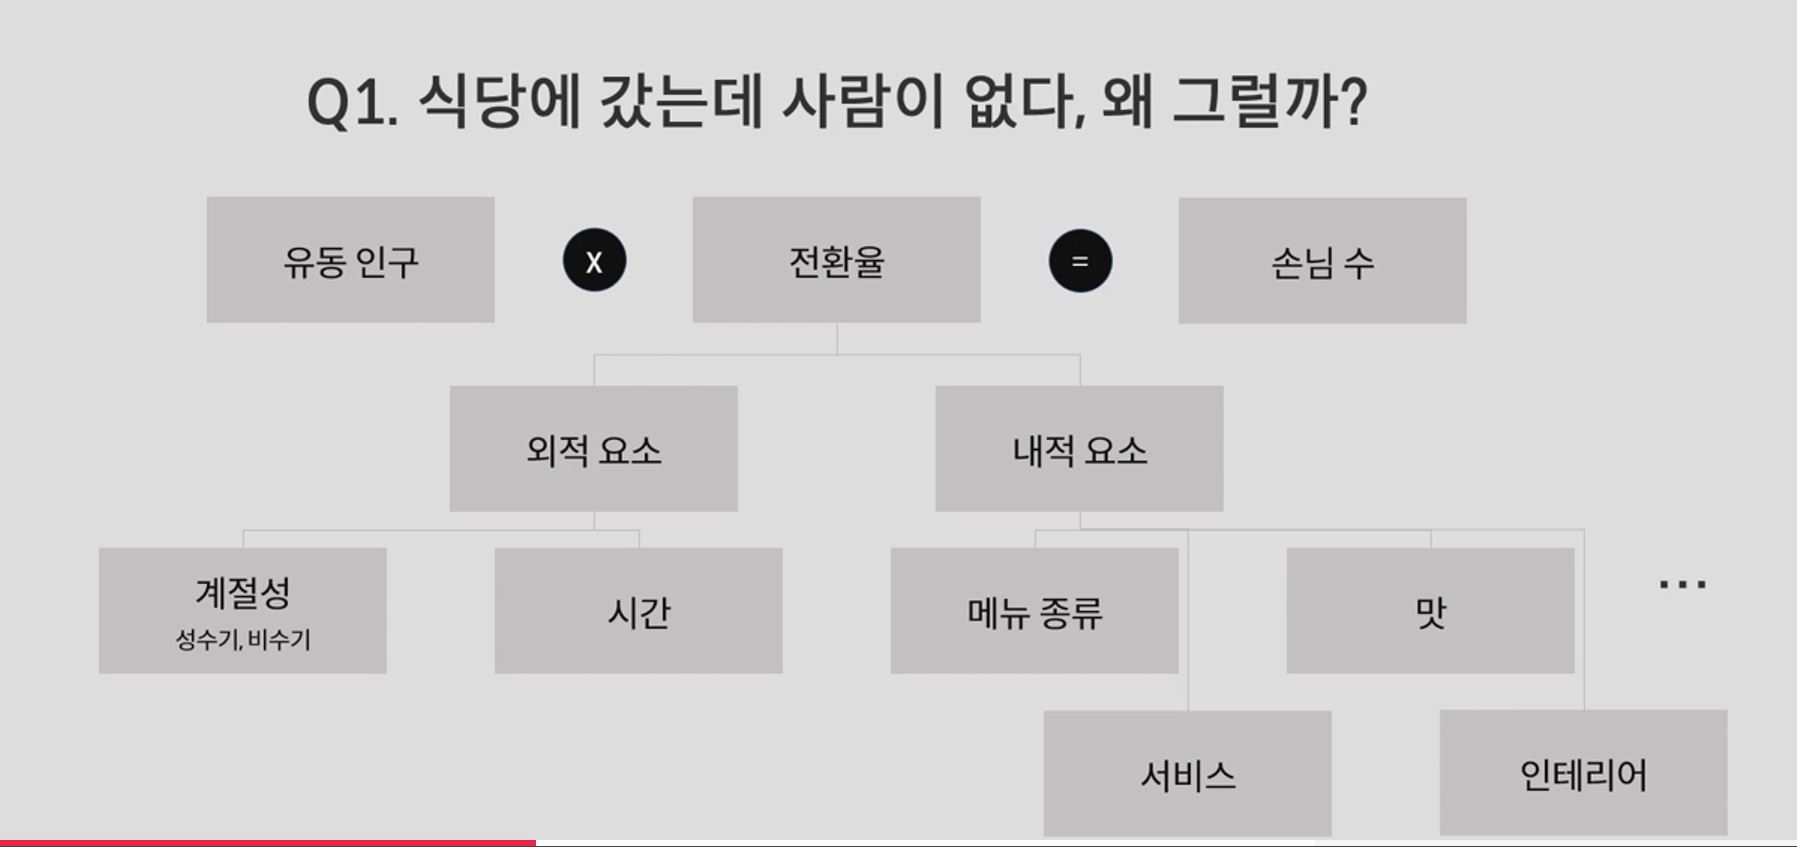 Q1. 식당에 갔는데 사람이 없다, 왜 그럴까?
유동 인구
x
전환율
=
손님 수
외적 요소
내적 요소
계절성
성수기, 비수기
시간
메뉴 종류
맛
...
서비스
인테리어